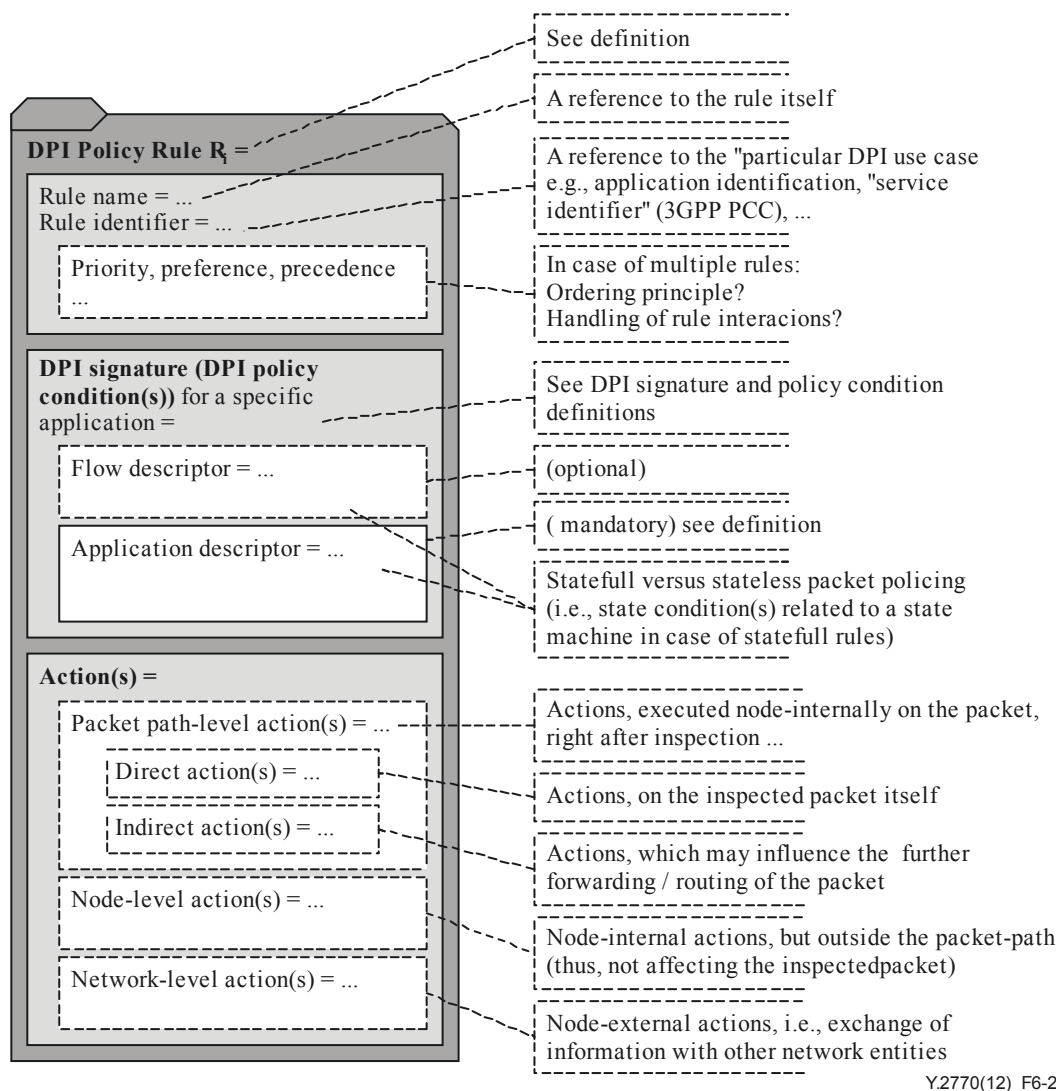 See definition
A reference to the rule itself
DPI Policy Rule Ri =
A reference to the "particular DPI use case
e.g., application identification, "service
identifier" (3GPP PCC), ...
Rule name = ...
Rule identifier = ...
Priority, preference, precedence
...
In case of multiple rules:
Ordering principle?
Handling of rule interacions?
DPI signature (DPI policy
condition(s)) for a specific
application =
See DPI signature and policy condition
definitions
Flow descriptor = ...
(optional)
Application descriptor = ...
( mandatory) see definition
Statefull versus stateless packet policing
(i.e., state condition(s) related to a state
machine in case of statefull rules)
Action(s) =
Packet path-level action(s) = ...
Actions, executed node-internally on the packet,
right after inspection ...
Direct action(s) = ...
Actions, on the inspected packet itself
Indirect action(s) = ...
Actions, which may influence the further
forwarding / routing of the packet
Node-level action(s) = ...
Node-internal actions, but outside the packet-path
(thus, not affecting the inspectedpacket)
Network-level action(s) = ...
Node-external actions, i.e., exchange of
information with other network entities
Y.2770(12)_F6-2